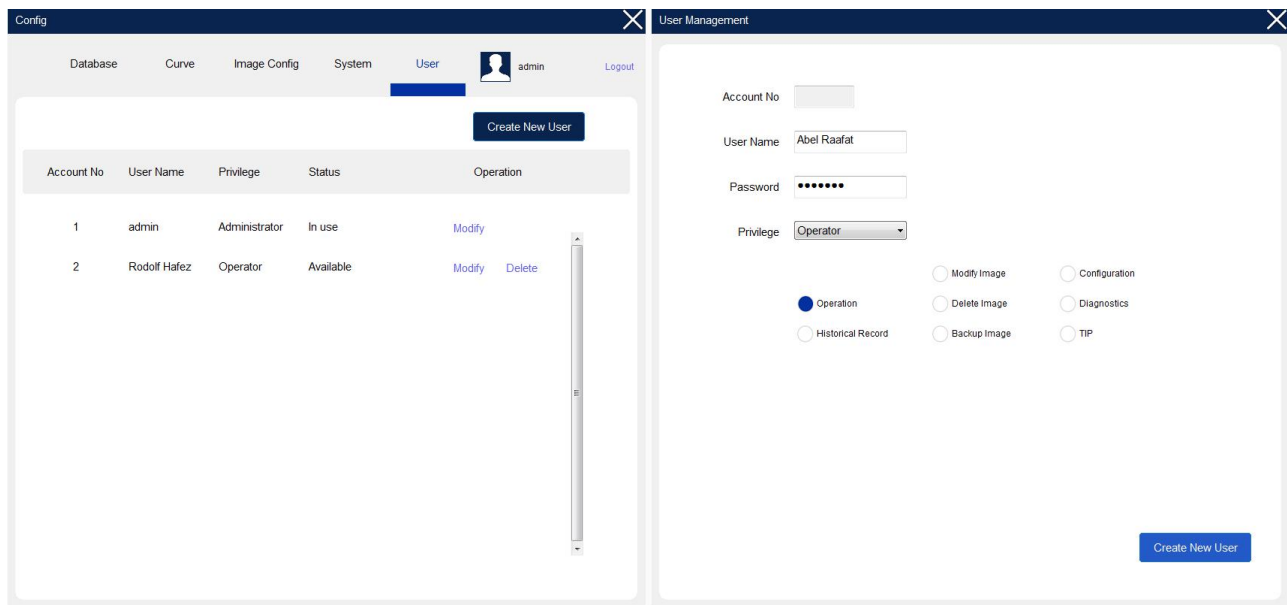 Config
Database Curve Image Config System User admin Logout
Create New User
Account No User Name Privilege Status Operation
1 admin Administrator In use Modify
2 Rodolf Hafez Operator Available Modify Delete
User Management
Account No
User Name Abel Raafat
Password •••••••
Privilege Operator
Modify Image Configuration
Operation Delete Image Diagnostics
Historical Record Backup Image TIP
Create New User